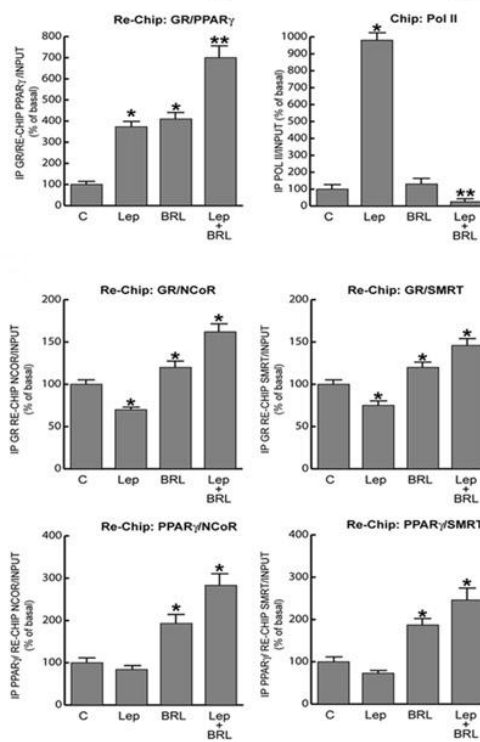 Re-Chip: GR/PPARγ
IP GR/RE-CHIP PPARγ/INPUT
(% of basal)
800
700
600
500
400
300
200
100
0
*
*
**
C
Lep
BRL
Lep
+
BRL
Chip: Pol II
IP POL II/INPUT (% of basal)
1000
900
800
700
600
500
400
300
200
100
0
*
**
C
Lep
BRL
Lep
+
BRL
Re-Chip: GR/NCoR
IP GR RE-CHIP NCOR/INPUT
(% of basal)
200
150
100
50
0
*
*
*
C
Lep
BRL
Lep
+
BRL
Re-Chip: GR/SMRT
IP GR RE-CHIP SMRT/INPUT
(% of basal)
200
150
100
50
0
*
*
*
C
Lep
BRL
Lep
+
BRL
Re-Chip: PPARγ/NCoR
IP PPARγ/ RE-CHIP NCOR/INPUT
(% of basal)
400
300
200
100
0
*
*
C
Lep
BRL
Lep
+
BRL
Re-Chip: PPARγ/SMRT
IP PPARγ/ RE-CHIP SMRT/INPUT
(% of basal)
400
200
200
100
0
*
*
C
Lep
BRL
Lep
+
BRL